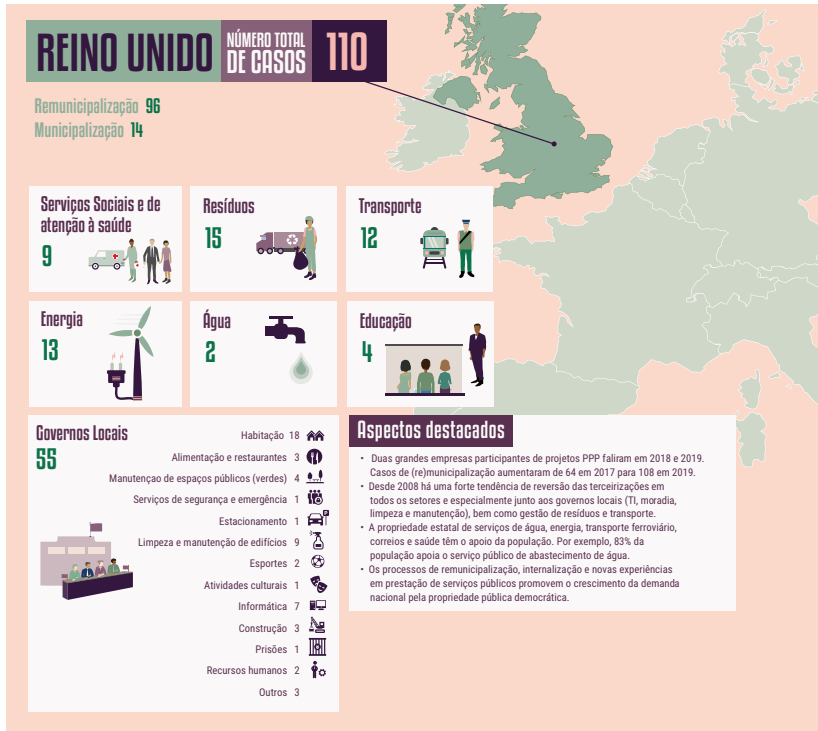 REINO UNIDO NÚMERO TOTAL DE CASOS 110
Remunicipalização 96
Municipalização 14
Serviços Sociais e de
atenção à saúde
9
Resíduos
15
Transporte
12
Energia
13
Água
2
Educação
4
Governos Locais
55
Habitação 18
Alimentação e restaurantes 3
Manutençao de espaços públicos (verdes) 4
Serviços de segurança e emergência 1
Estacionamento 1
P
Limpeza e manutenção de edifícios 9
Esportes 2
Atividades culturais 1
Informática 7
Construção 3
Prisões 1
Recursos humanos 2
Outros 3
Aspectos destacados
• Duas grandes empresas participantes de projetos PPP faliram em 2018 e 2019.
Casos de (re)municipalização aumentaram de 64 em 2017 para 108 em 2019.
• Desde 2008 há uma forte tendência de reversão das terceirizações em
todos os setores e especialmente junto aos governos locais (TI, moradia,
limpeza e manutenção), bem como gestão de resíduos e transporte.
• A propriedade estatal de serviços de água, energia, transporte ferroviário,
correios e saúde têm o apoio da população. Por exemplo, 83% da
população apoia o serviço público de abastecimento de água.
• Os processos de remunicipalização, internalização e novas experiências
em prestação de serviços públicos promovem o crescimento da demanda
nacional pela propriedade pública democrática.